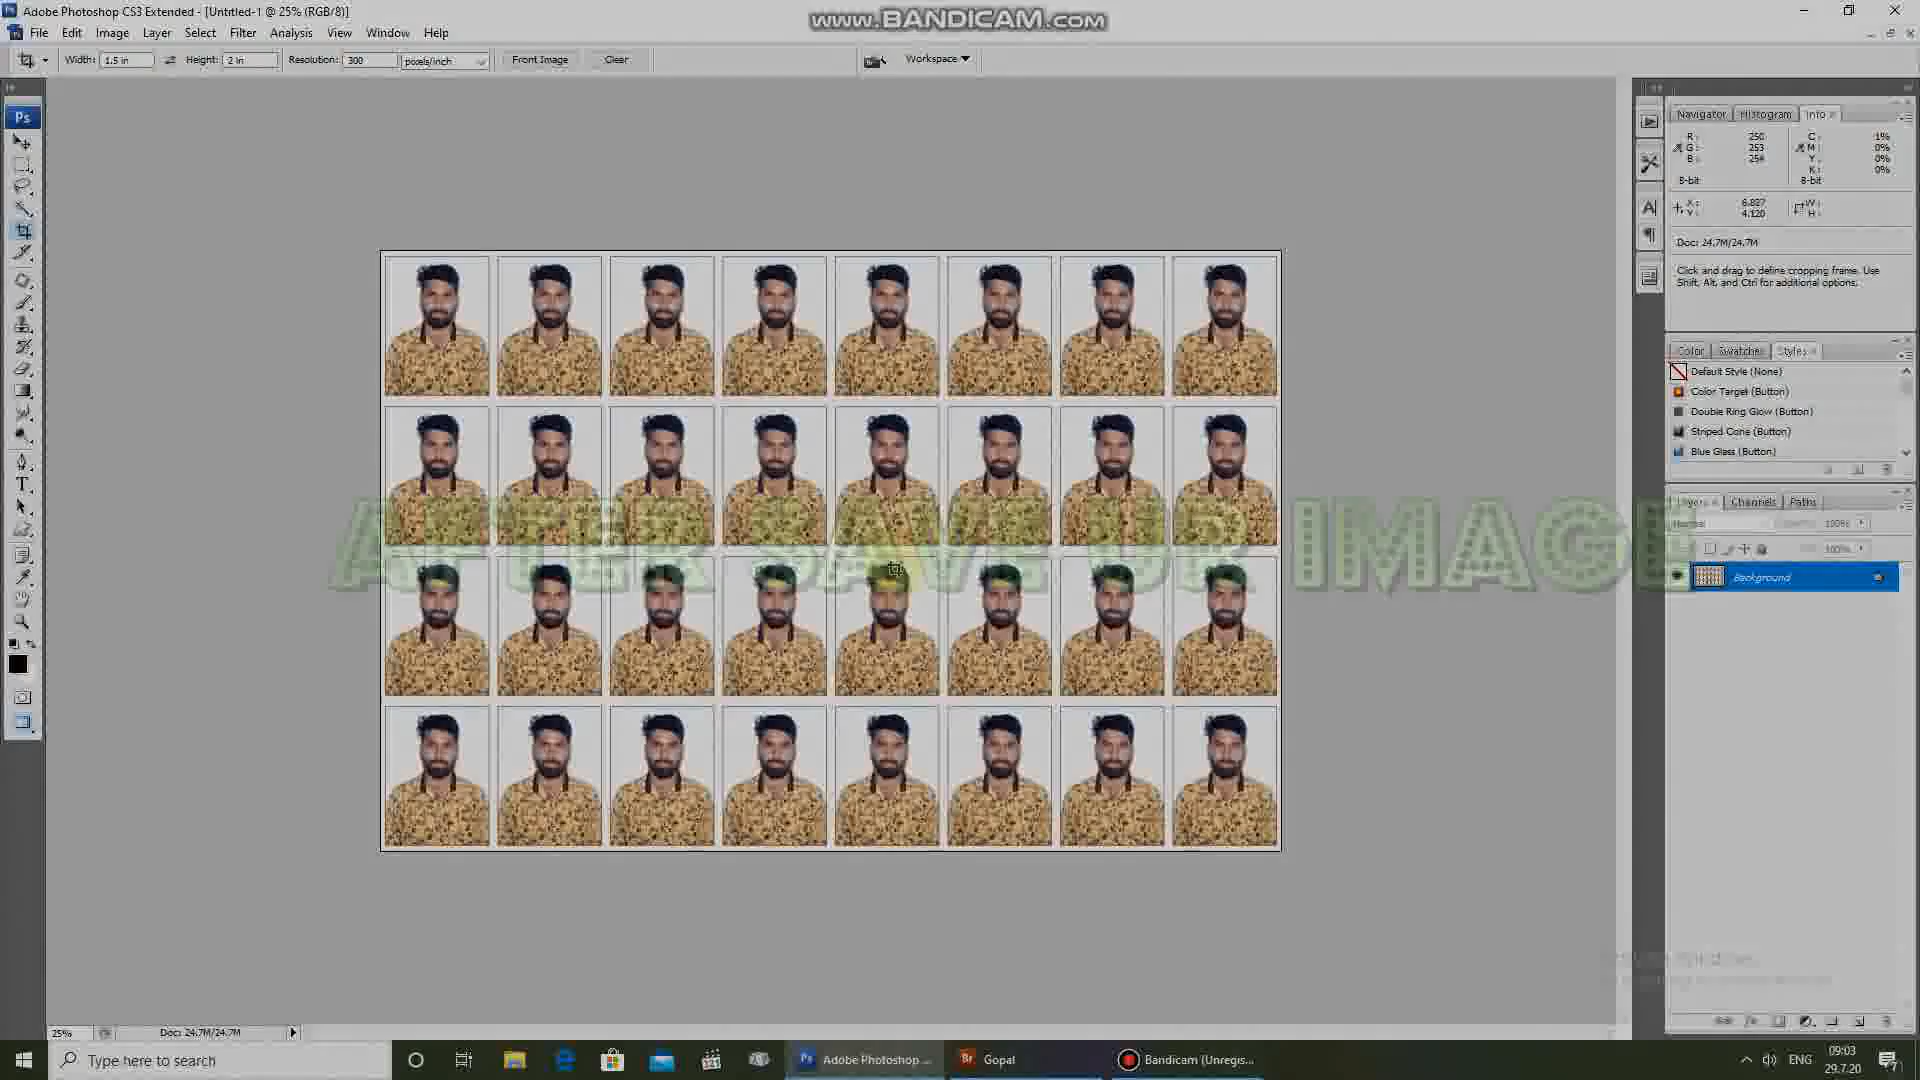 Adobe Photoshop CS3 Extended - [Untitled-1 @ 25% (RGB/8)]
www.BANDICAM.com
File Edit Image Layer Select Filter Analysis View Window Help
Width: 1.5 in Height: 2 in Resolution: 300 pixels/inch Front Image Clear Workspace
Ps
Navigator Histogram Info
R: 250 C: 1%
G: 253 M: 0%
B: 254 Y: 0%
K: 0%
8-bit 8-bit
X: 6.827 W:
Y: 4.120 H:
Doc: 24.7M/24.7M
Click and drag to define cropping frame. Use
Shift, Alt, and Ctrl for additional options.
Color Swatches Styles
Default Style (None)
Color Target (Button)
Double Ring Glow (Button)
Striped Cone (Button)
Blue Glass (Button)
Layers Channels Paths
Normal 100%
100%
Background
AFTER SAVE UR IMAGE
25% Doc: 24.7M/24.7M
Type here to search
Adobe Photoshop ...
Br Gopal
Bandicam (Unregis...
ENG
09:03
29.7.20